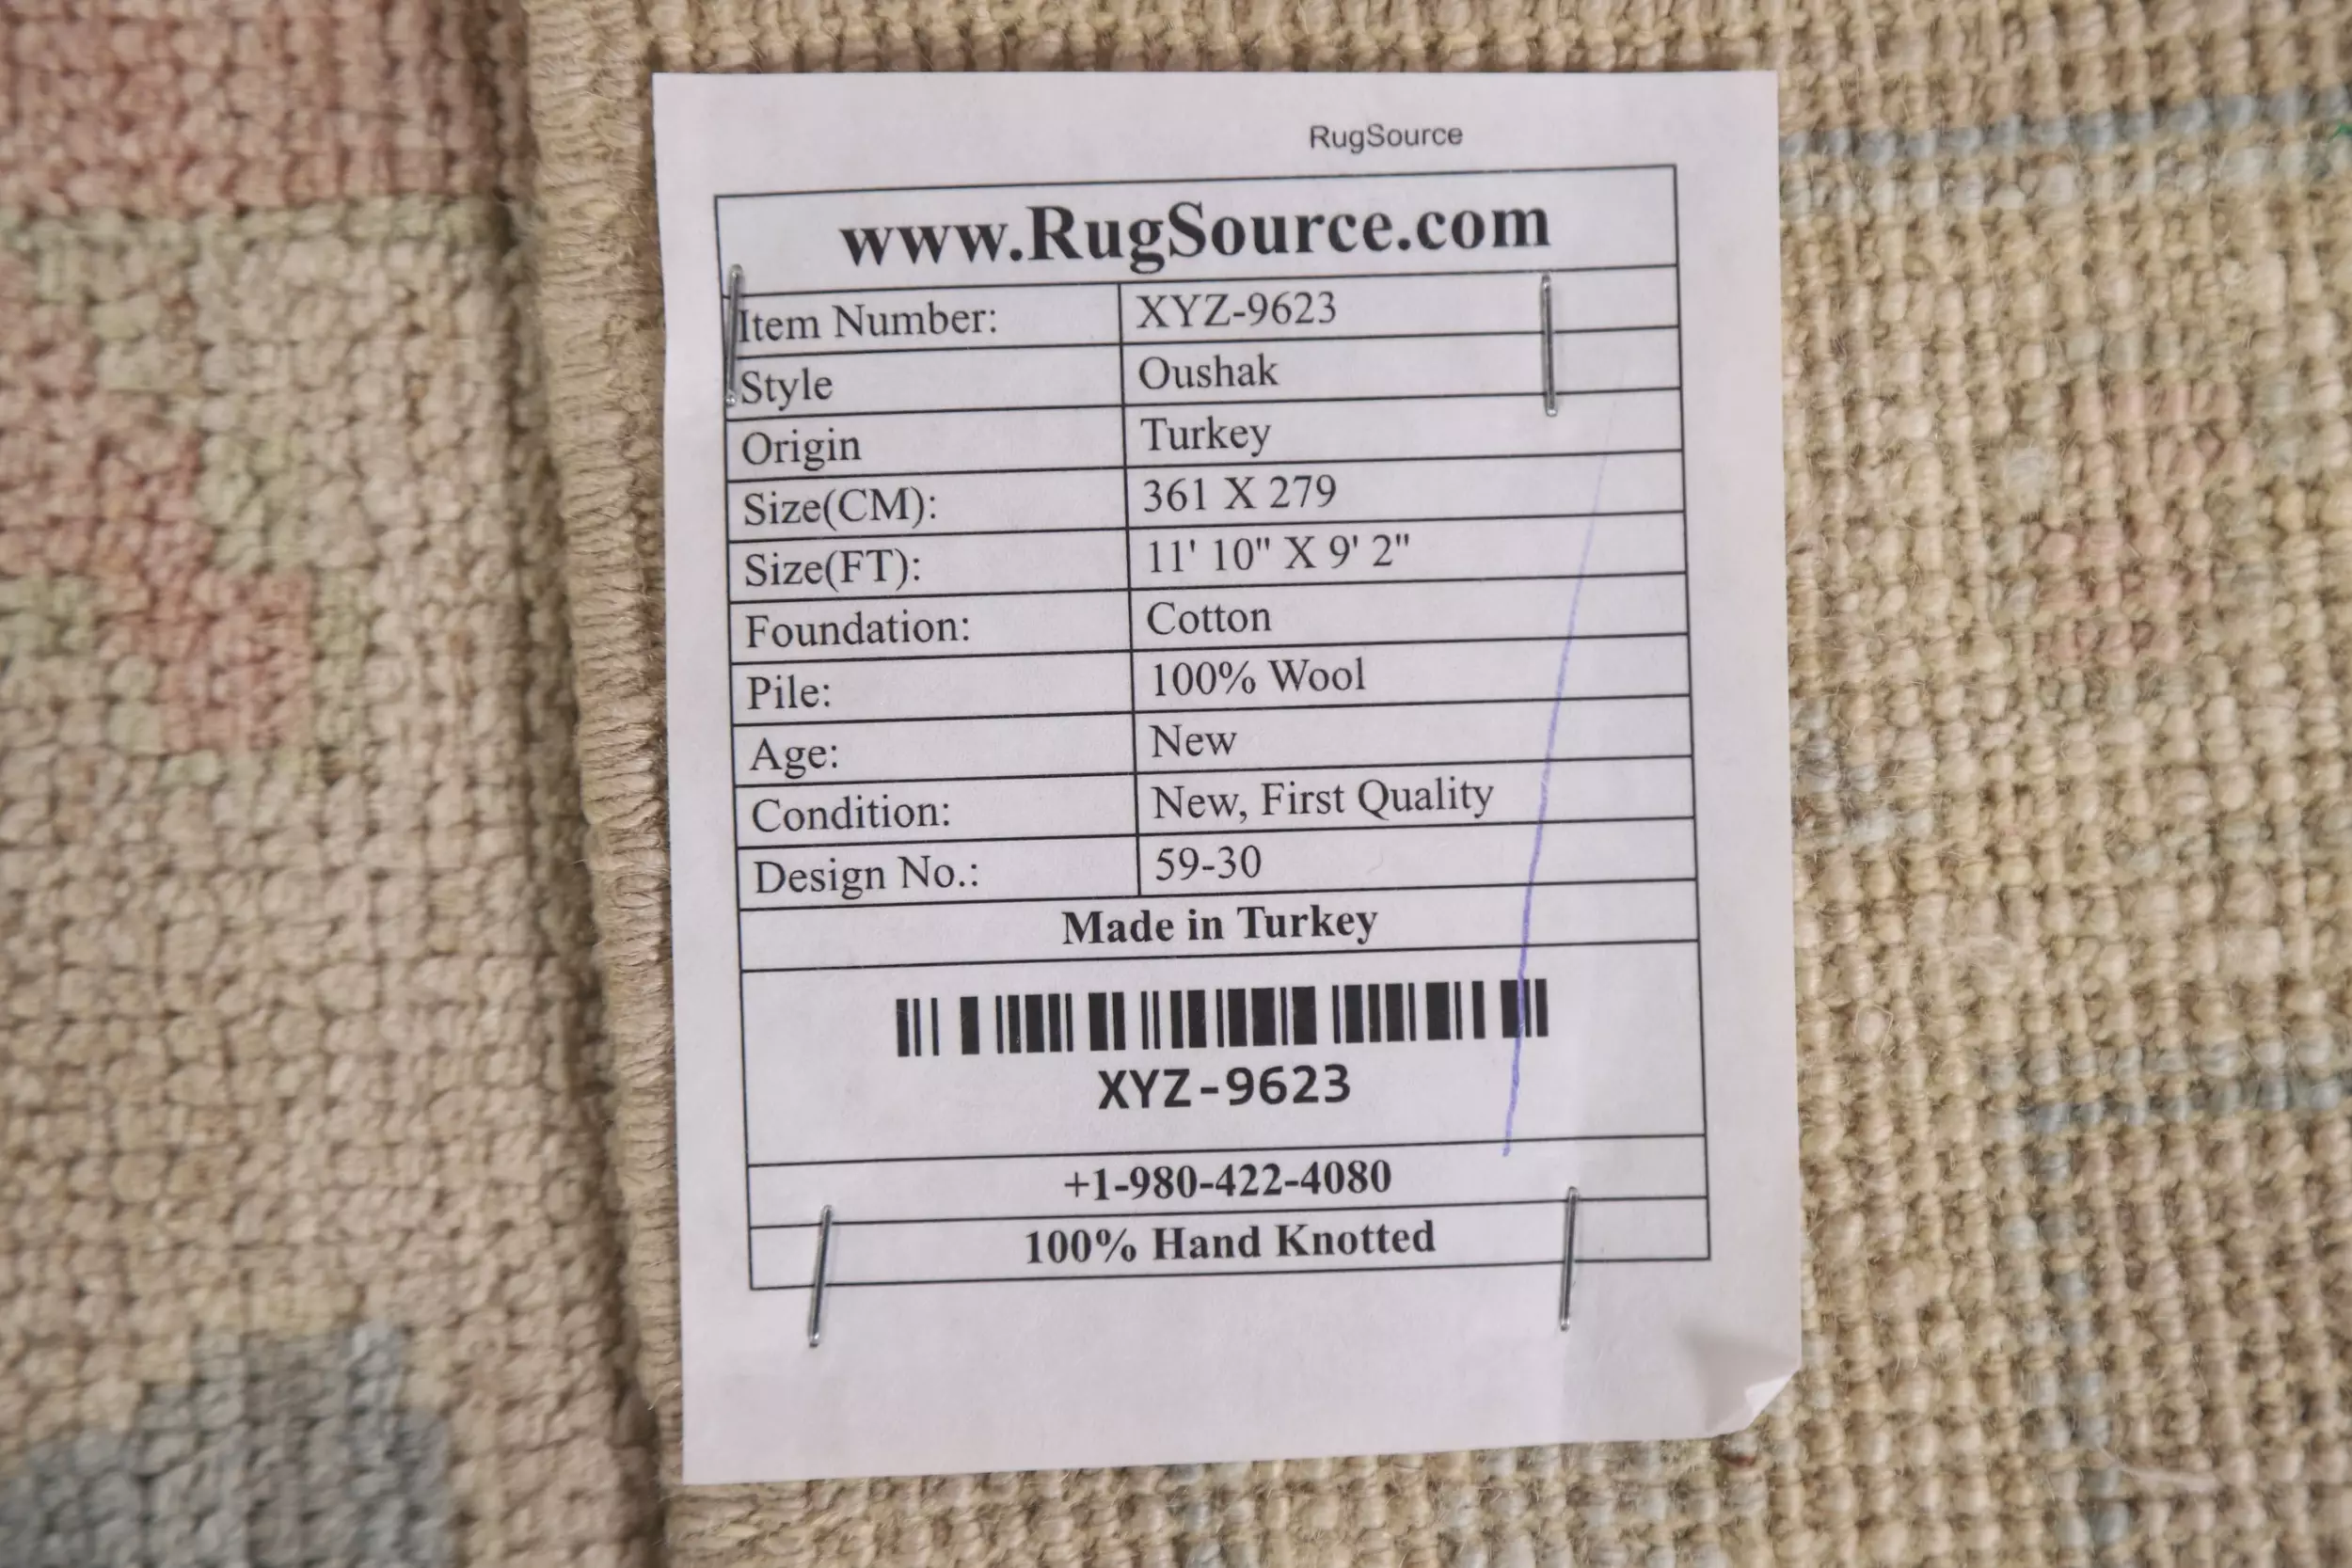 RugSource
www.RugSource.com
Item Number: XYZ-9623
Style Oushak
Origin Turkey
Size(CM): 361 X 279
Size(FT): 11' 10" X 9' 2"
Foundation: Cotton
Pile: 100% Wool
Age: New
Condition: New, First Quality
Design No.: 59-30
Made in Turkey
XYZ-9623
+1-980-422-4080
100% Hand Knotted